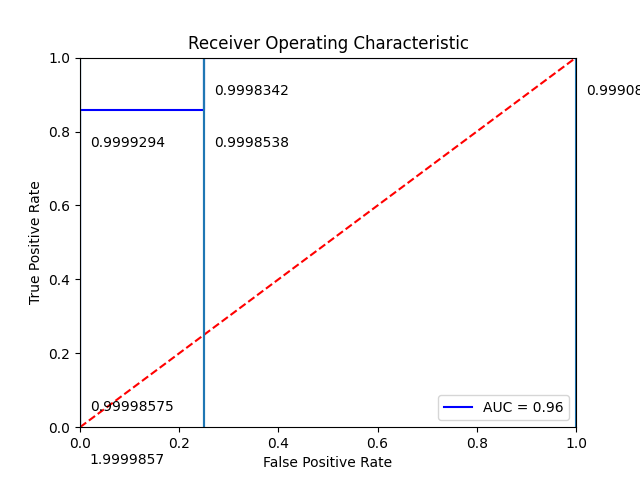 Receiver Operating Characteristic
1.0
0.9998342
0.99908
0.8
0.9999294
0.9998538
0.6
True Positive Rate
0.4
0.2
0.99998575
AUC = 0.96
0.0
0.0 0.2 0.4 0.6 0.8 1.0
1.9999857
False Positive Rate